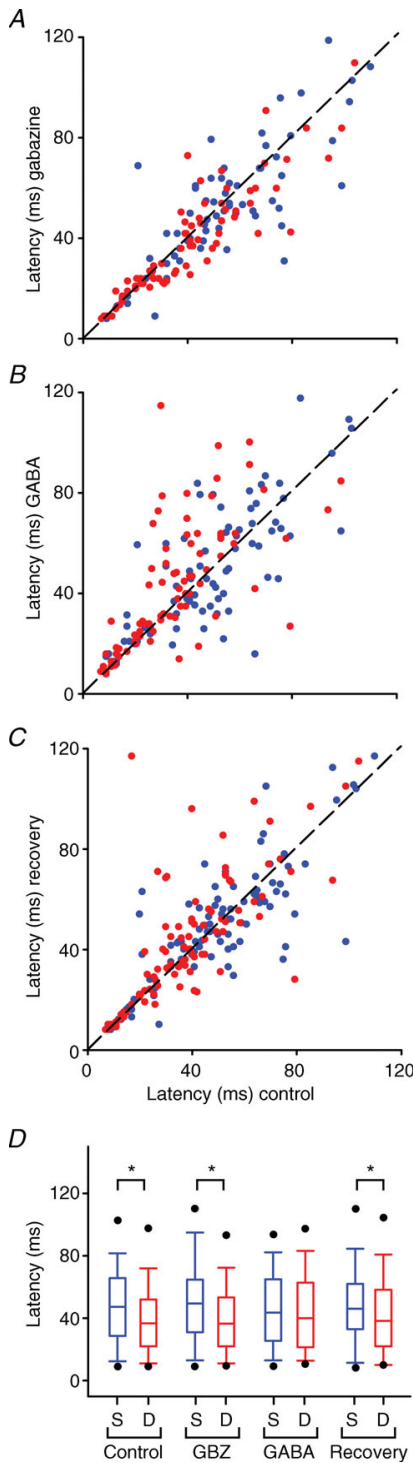 A
Latency (ms) gabazine
120
80
40
0
B
Latency (ms) GABA
120
80
40
0
C
Latency (ms) recovery
120
80
40
0
0 40 80 120
Latency (ms) control
D
Latency (ms)
120
80
40
0
* * *
S D S D S D S D
Control GBZ GABA Recovery